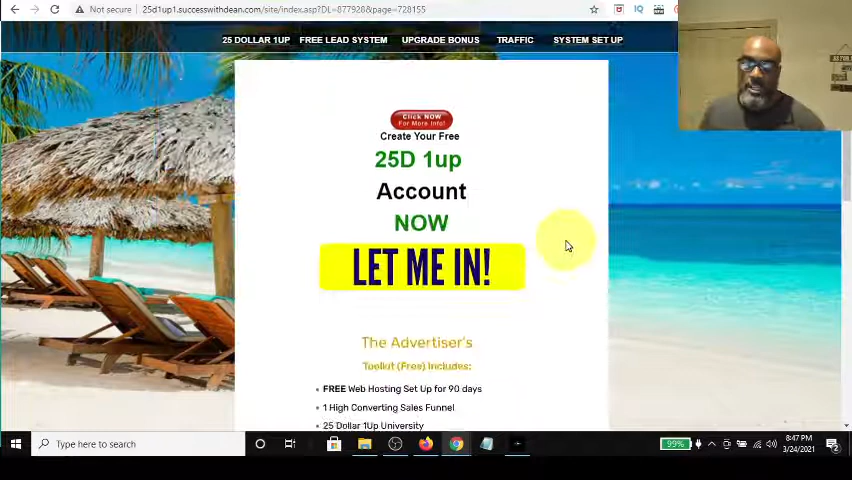 Not secure
25d1up1.successwithdean.com/site/index.asp?DL=877928&page=728155
25 DOLLAR 1UP FREE LEAD SYSTEM UPGRADE BONUS TRAFFIC SYSTEM SET UP
Click NOW
For More Info!
Create Your Free
25D 1up
Account
NOW
LET ME IN!
The Advertiser's
Toolkit (Free) Includes:
FREE Web Hosting Set Up for 90 days
1 High Converting Sales Funnel
25 Dollar 1Up University
Type here to search
99%
8:47 PM
3/24/2021